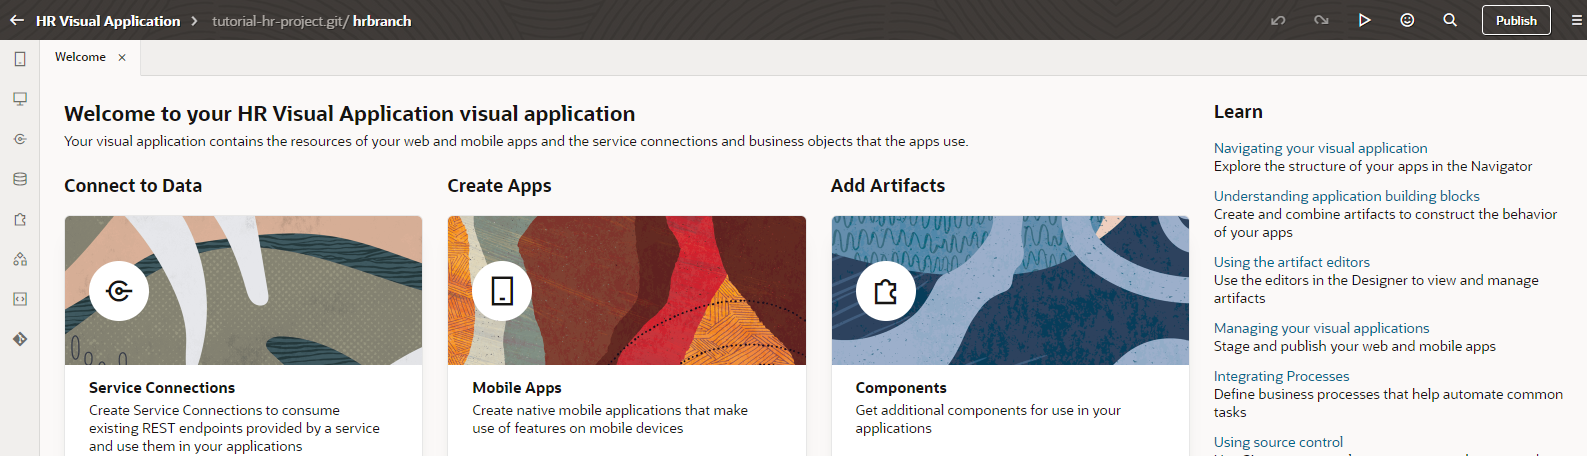 HR Visual Application > tutorial-hr-project.git/ hrbranch
Publish
Welcome ×
Welcome to your HR Visual Application visual application
Your visual application contains the resources of your web and mobile apps and the service connections and business objects that the apps use.
Connect to Data
Service Connections
Create Service Connections to consume
existing REST endpoints provided by a service
and use them in your applications
Create Apps
Mobile Apps
Create native mobile applications that make
use of features on mobile devices
Add Artifacts
Components
Get additional components for use in your
applications
Learn
Navigating your visual application
Explore the structure of your apps in the Navigator
Understanding application building blocks
Create and combine artifacts to construct the behavior
of your apps
Using the artifact editors
Use the editors in the Designer to view and manage
artifacts
Managing your visual applications
Stage and publish your web and mobile apps
Integrating Processes
Define business processes that help automate common
tasks
Using source control